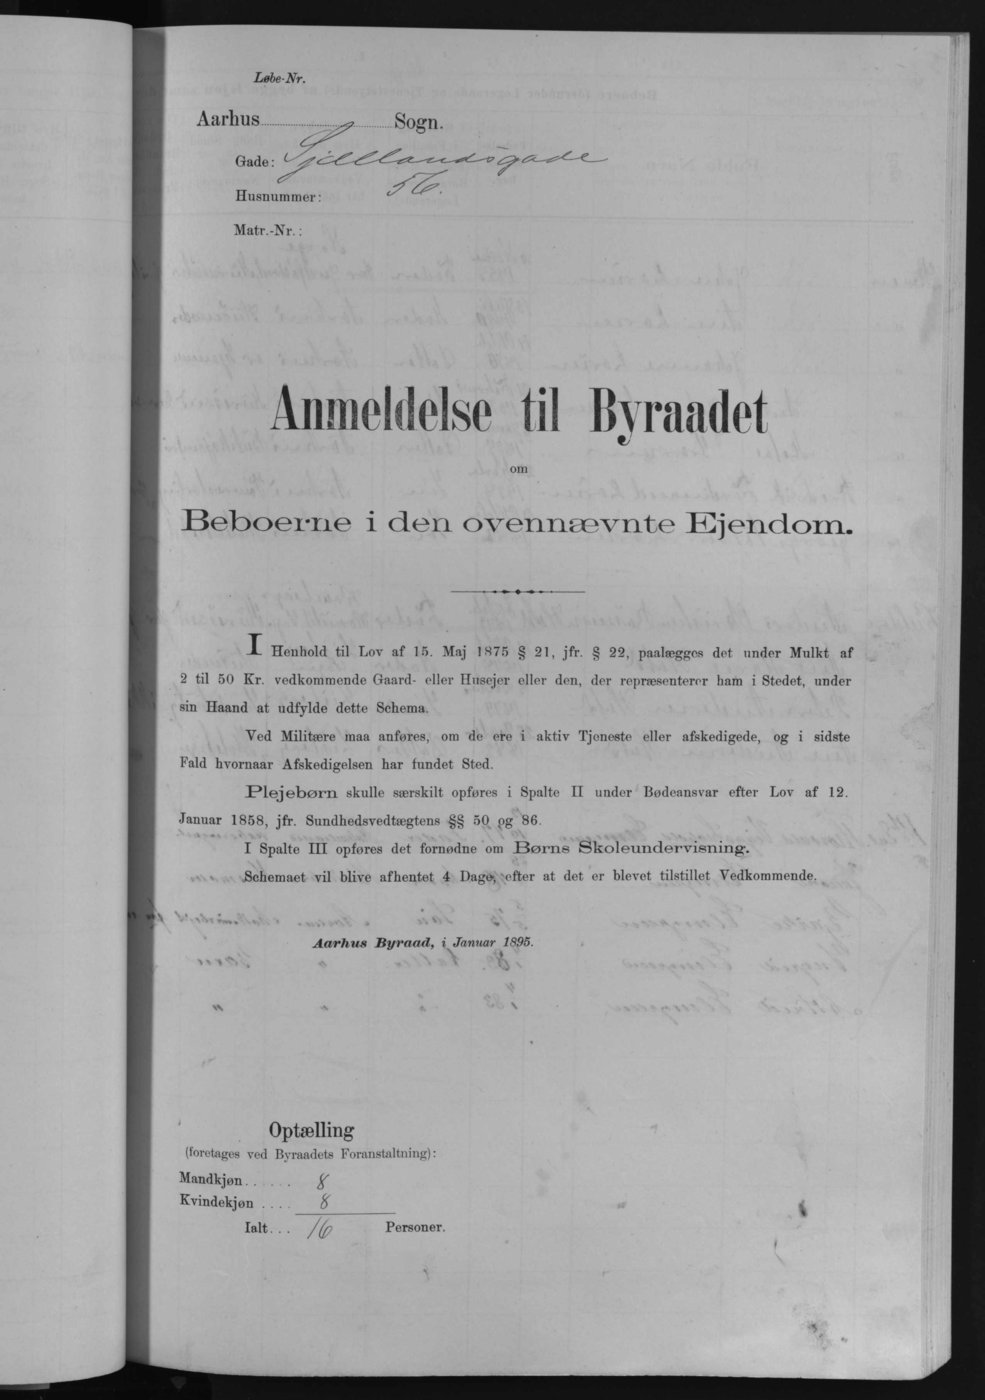 Løbe-Nr.
Aarhus Sogn.
Gade: Sjællandsgade
Husnummer: 56.
Matr.-Nr.:
Anmeldelse til Byraadet
om
Beboerne i den ovennævnte Ejendom.
I Henhold til Lov af 15. Maj 1875 § 21, jfr. § 22, paalægges det under Mulkt af
2 til 50 Kr. vedkommende Gaard- eller Husejer eller den, der repræsenterer ham i Stedet, under
sin Haand at udfylde dette Schema.
Ved Militære maa anføres, om de ere i aktiv Tjeneste eller afskedigede, og i sidste
Fald hvornaar Afskedigelsen har fundet Sted.
Plejebørn skulle særskilt opføres i Spalte II under Bødeansvar efter Lov af 12.
Januar 1858, jfr. Sundhedsvedtægtens §§ 50 og 86.
I Spalte III opføres det fornødne om Børns Skoleundervisning.
Schemaet vil blive afhentet 4 Dage, efter at det er blevet tilstillet Vedkommende.
Aarhus Byraad, i Januar 1895.
Optælling
(foretages ved Byraadets Foranstaltning):
Mandkjøn...... 8
Kvindekjøn .... 8
Ialt... 16 Personer.